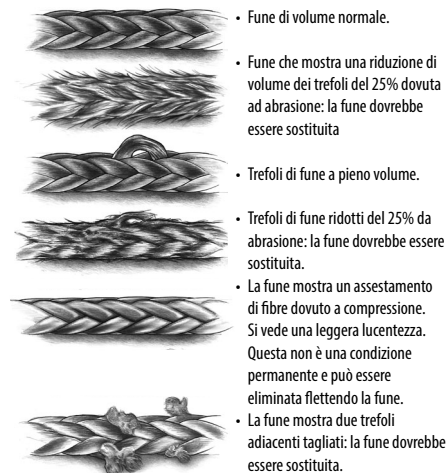 • Fune di volume normale.
• Fune che mostra una riduzione di
volume dei trefoli del 25% dovuta
ad abrasione: la fune dovrebbe
essere sostituita
• Trefoli di fune a pieno volume.
• Trefoli di fune ridotti del 25% da
abrasione: la fune dovrebbe essere
sostituita.
• La fune mostra un assestamento
di fibre dovuto a compressione.
Si vede una leggera lucentezza.
Questa non è una condizione
permanente e può essere
eliminata flettendo la fune.
• La fune mostra due trefoli
adiacenti tagliati: la fune dovrebbe
essere sostituita.